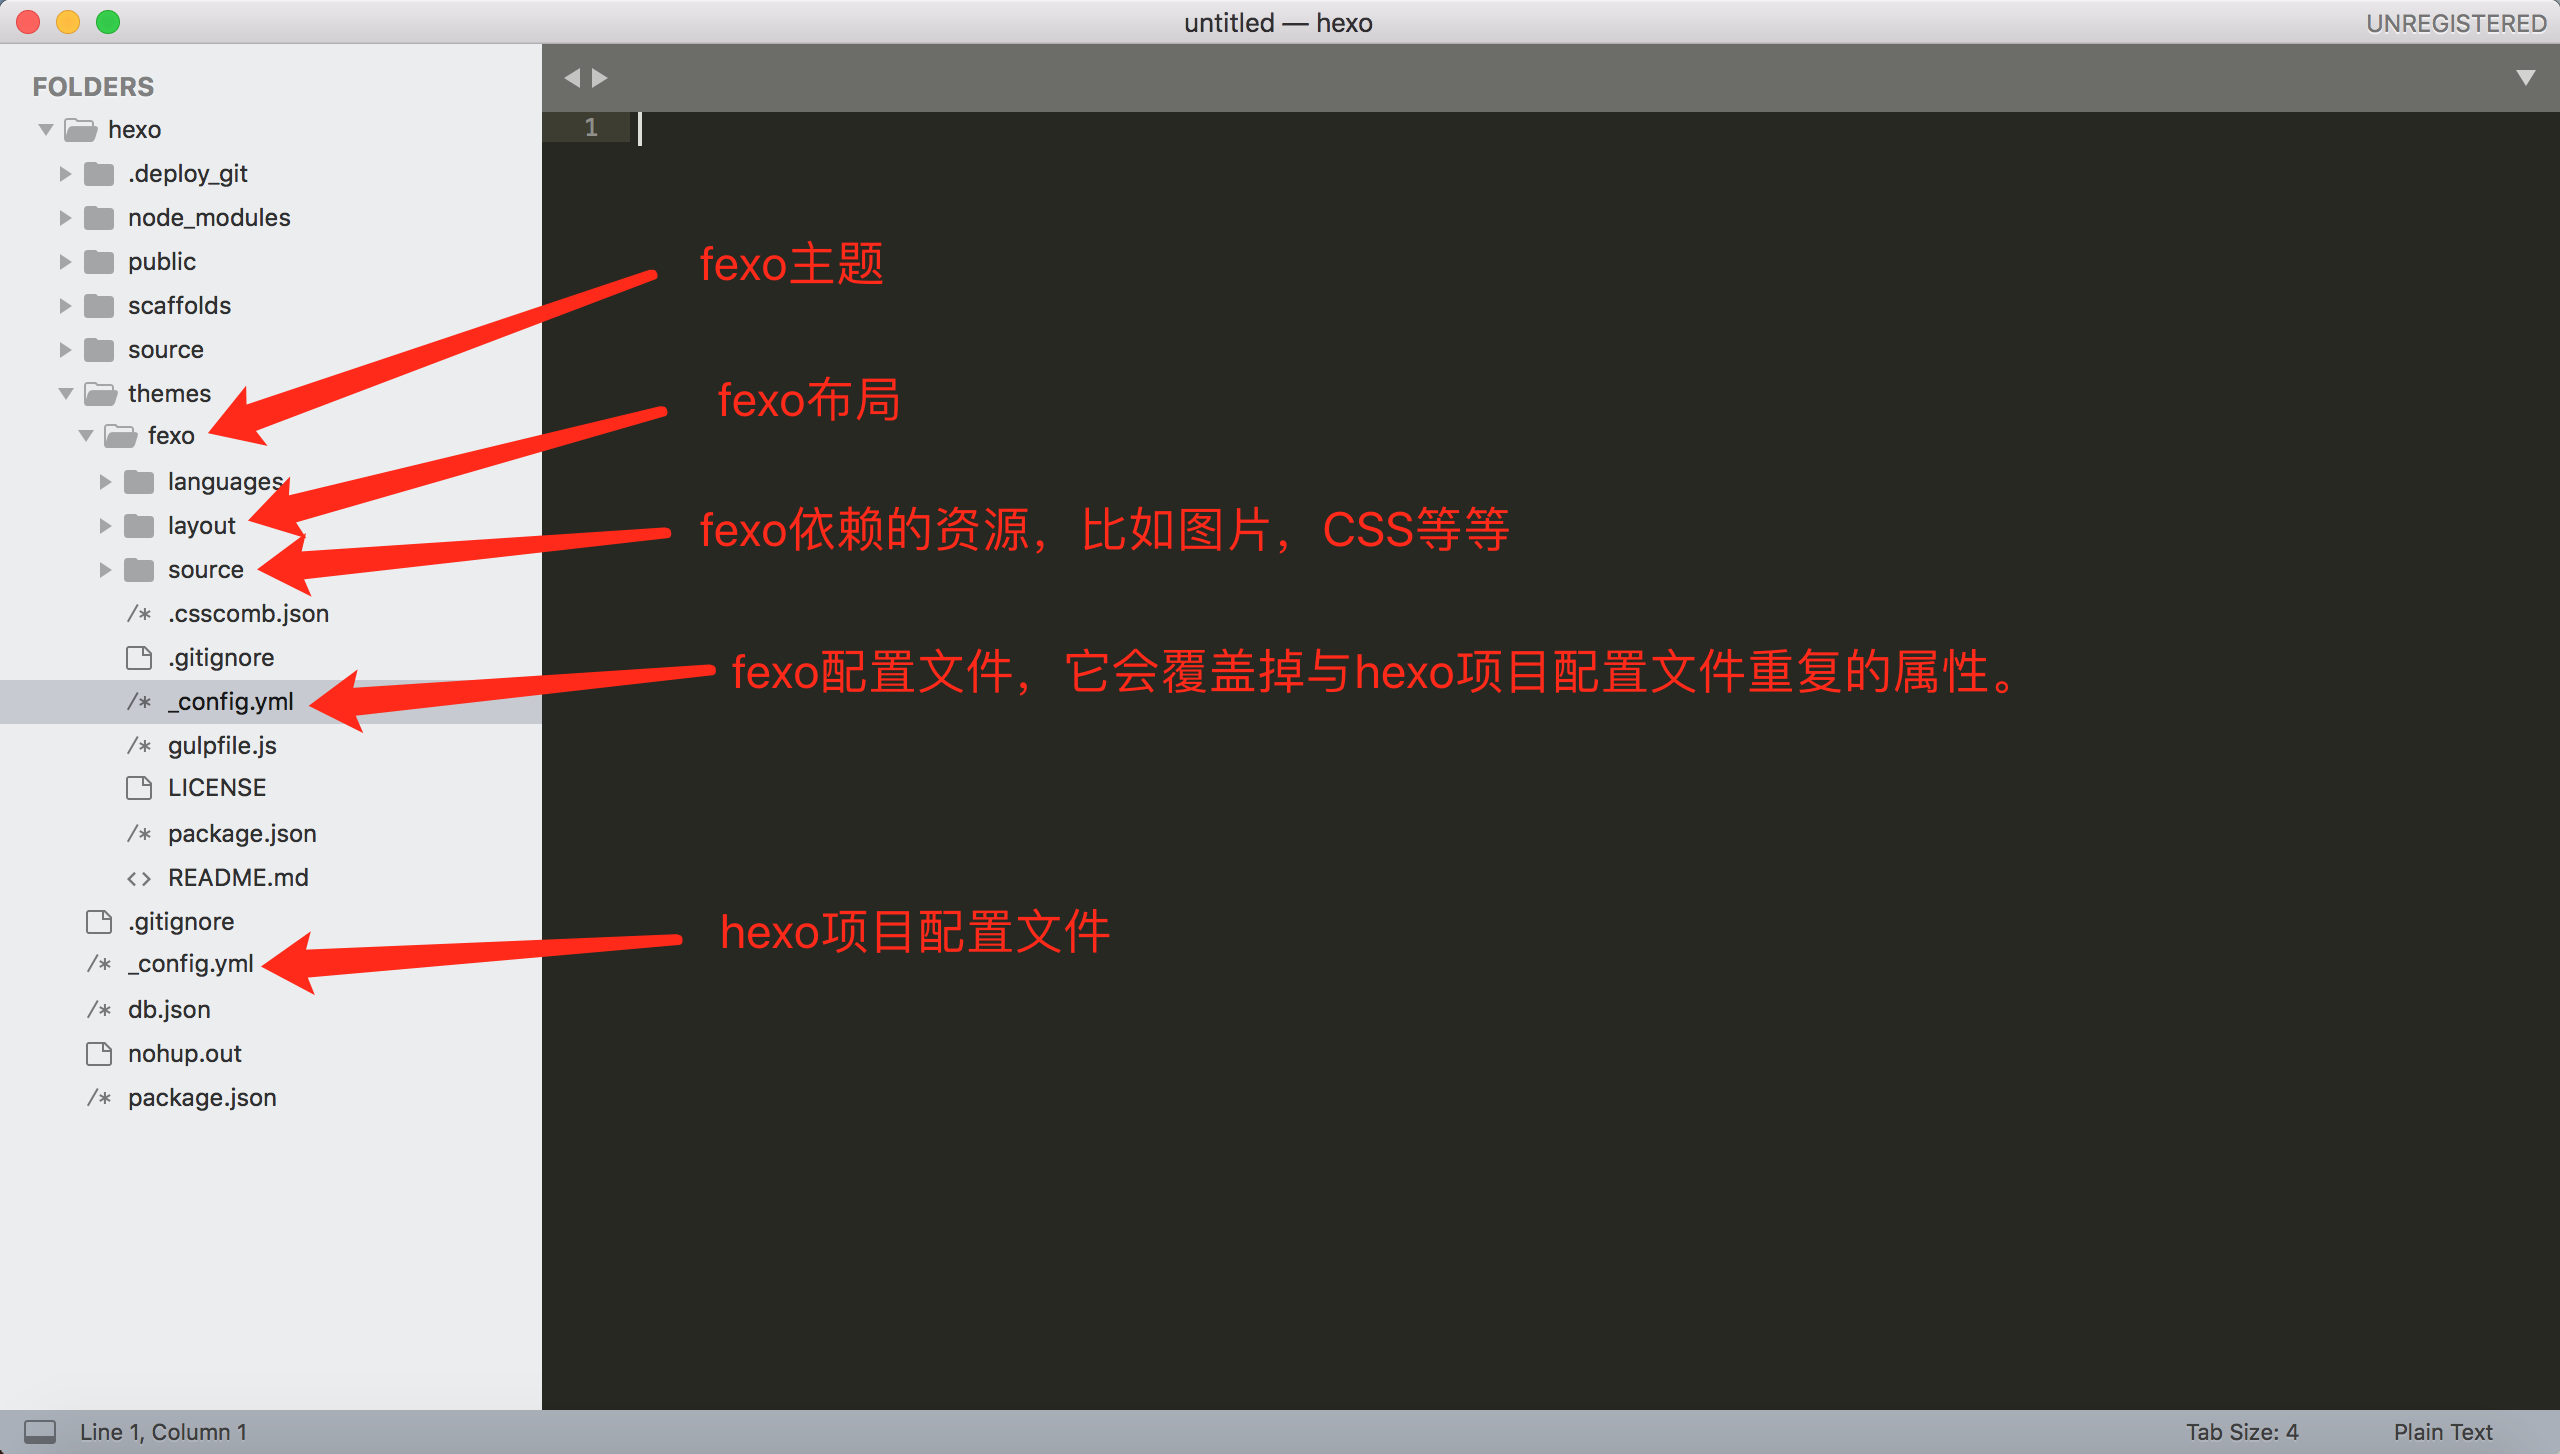 untitled — hexo
UNREGISTERED
FOLDERS
hexo
.deploy_git
node_modules
public
scaffolds
source
themes
fexo
languages
layout
source
/* .csscomb.json
.gitignore
/* _config.yml
/* gulpfile.js
LICENSE
/* package.json
<> README.md
.gitignore
/* _config.yml
/* db.json
nohup.out
/* package.json
1
fexo主题
fexo布局
fexo依赖的资源，比如图片，CSS等等
fexo配置文件，它会覆盖掉与hexo项目配置文件重复的属性。
hexo项目配置文件
Line 1, Column 1
Tab Size: 4
Plain Text